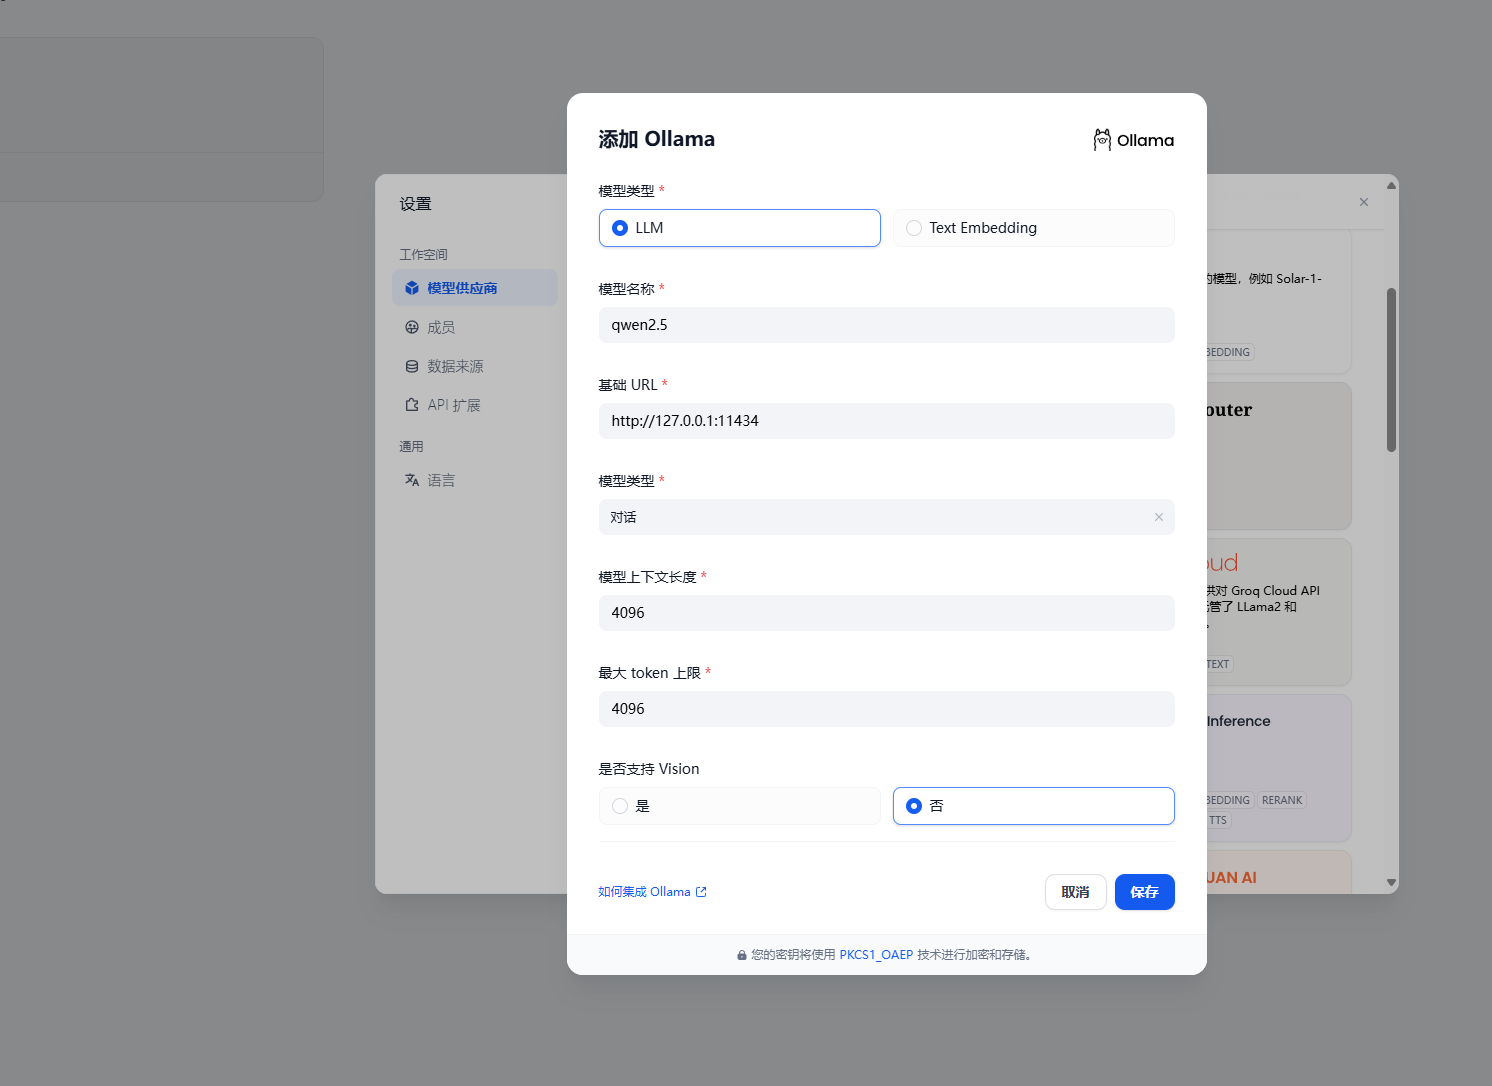 设置
工作空间
模型供应商
成员
数据来源
API 扩展
通用
语言
添加 Ollama
Ollama
模型类型 *
LLM
Text Embedding
模型名称 *
qwen2.5
基础 URL *
http://127.0.0.1:11434
模型类型 *
对话
模型上下文长度 *
4096
最大 token 上限 *
4096
是否支持 Vision
是
否
如何集成 Ollama
取消
保存
您的密钥将使用 PKCS1_OAEP 技术进行加密和存储。
的模型，例如 Solar-1-
BEDDING
outer
oud
供对 Groq Cloud API
托管了 LLama2 和
。
TEXT
Inference
BEDDING
RERANK
TTS
UAN AI